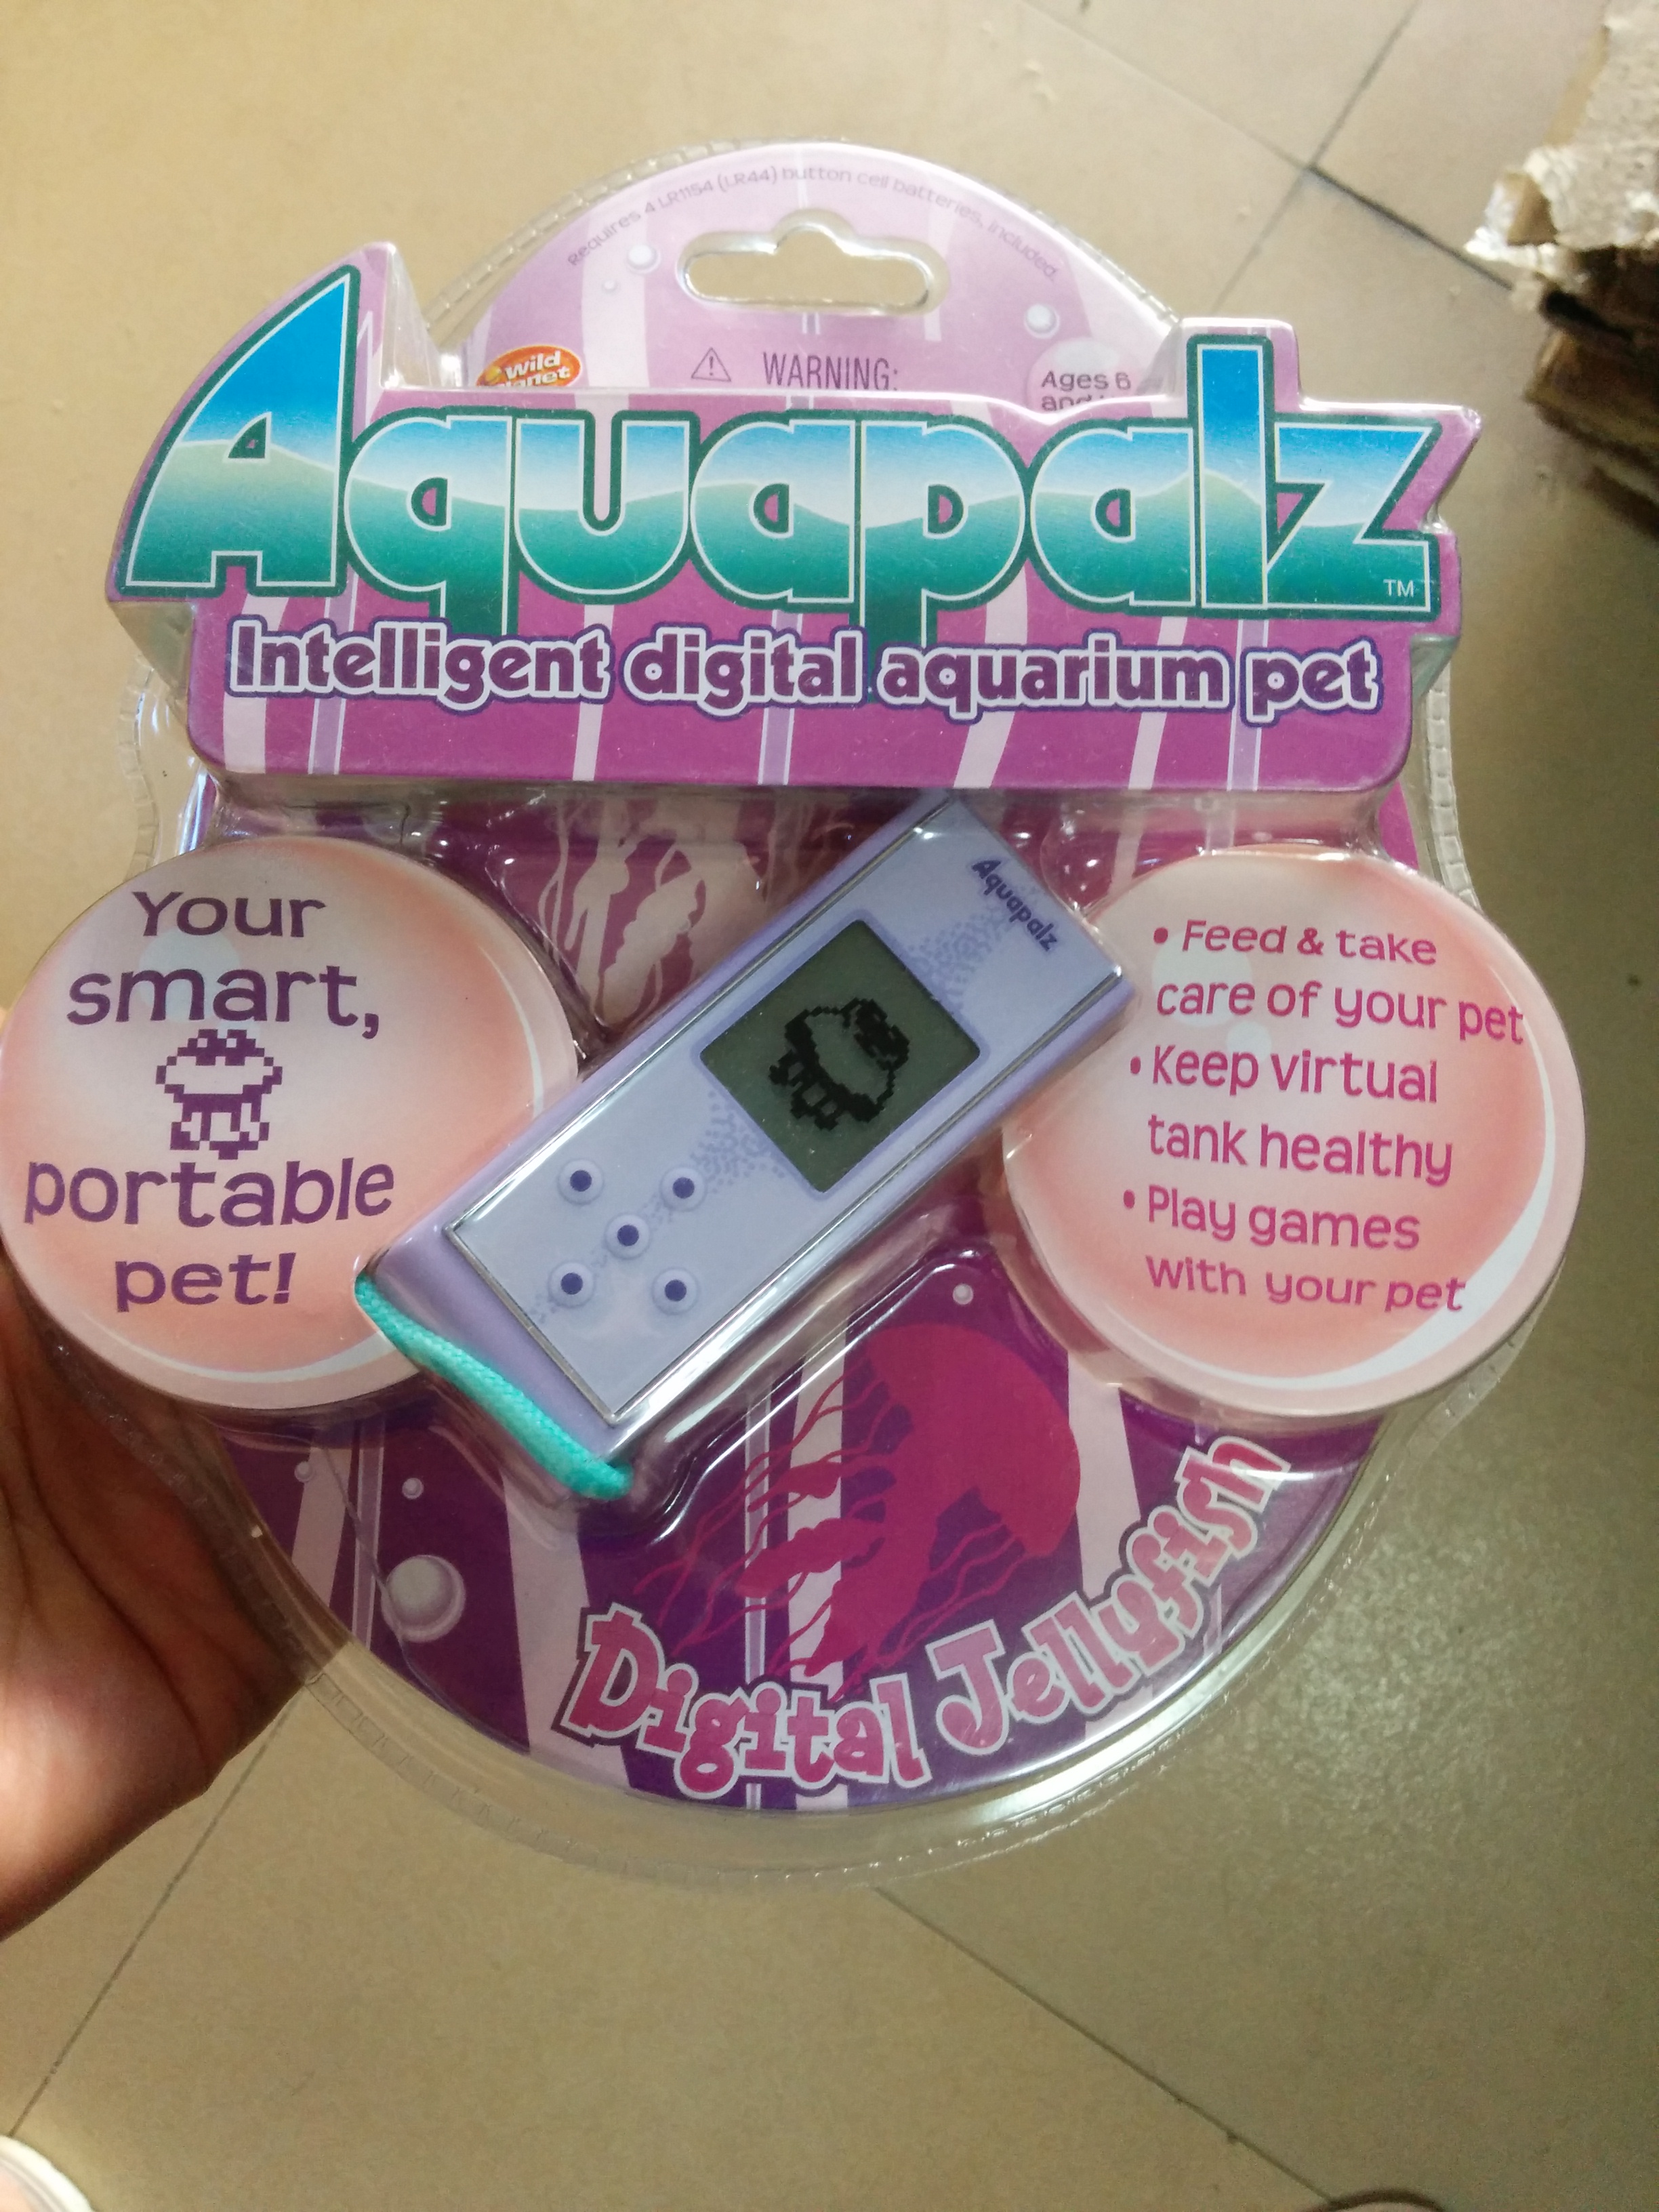 Requires 4 LR1154 (LR44) button cell batteries, included.
Wild
WARNING:
Ages 6
and
Aquapalz
TM
Intelligent digital aquarium pet
Aquapalz
Your
smart,
portable
pet!
• Feed & take
care of your pet
• Keep virtual
tank healthy
• Play games
with your pet
Digital Jellyfish